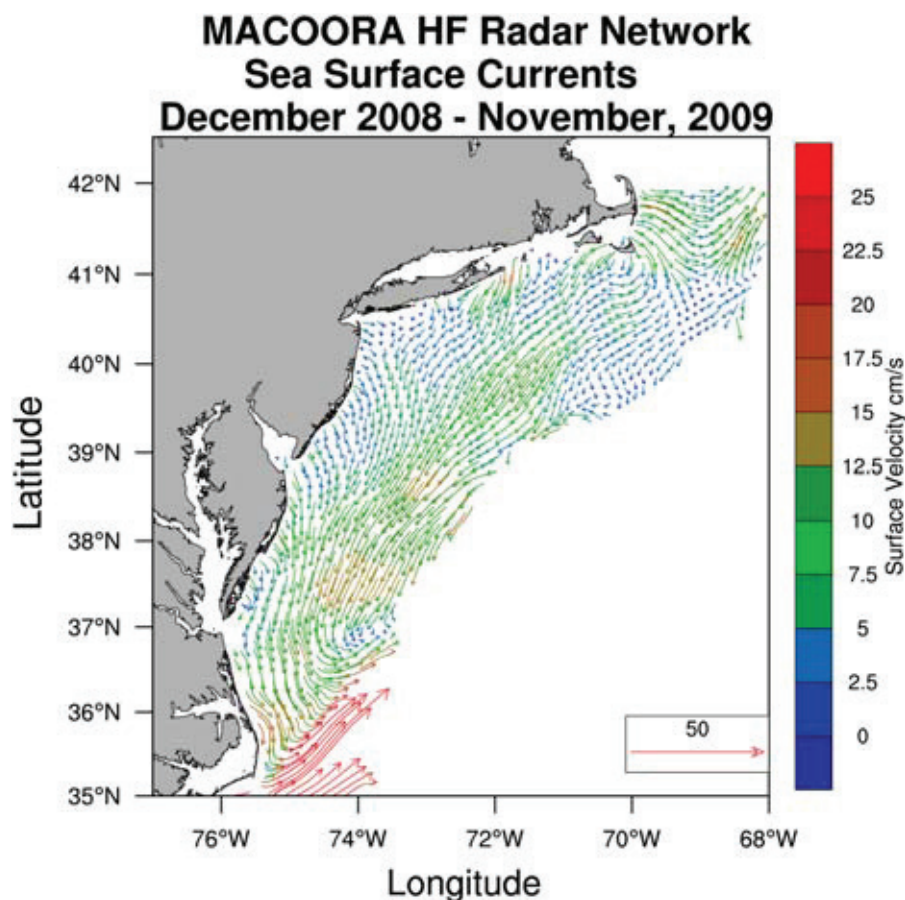 MACOORA HF Radar Network
Sea Surface Currents
December 2008 - November, 2009
42°N
41°N
40°N
39°N
38°N
37°N
36°N
35°N
Latitude
76°W
74°W
72°W
70°W
68°W
Longitude
50
25
22.5
20
17.5
15
12.5
10
7.5
5
2.5
0
Surface Velocity cm/s